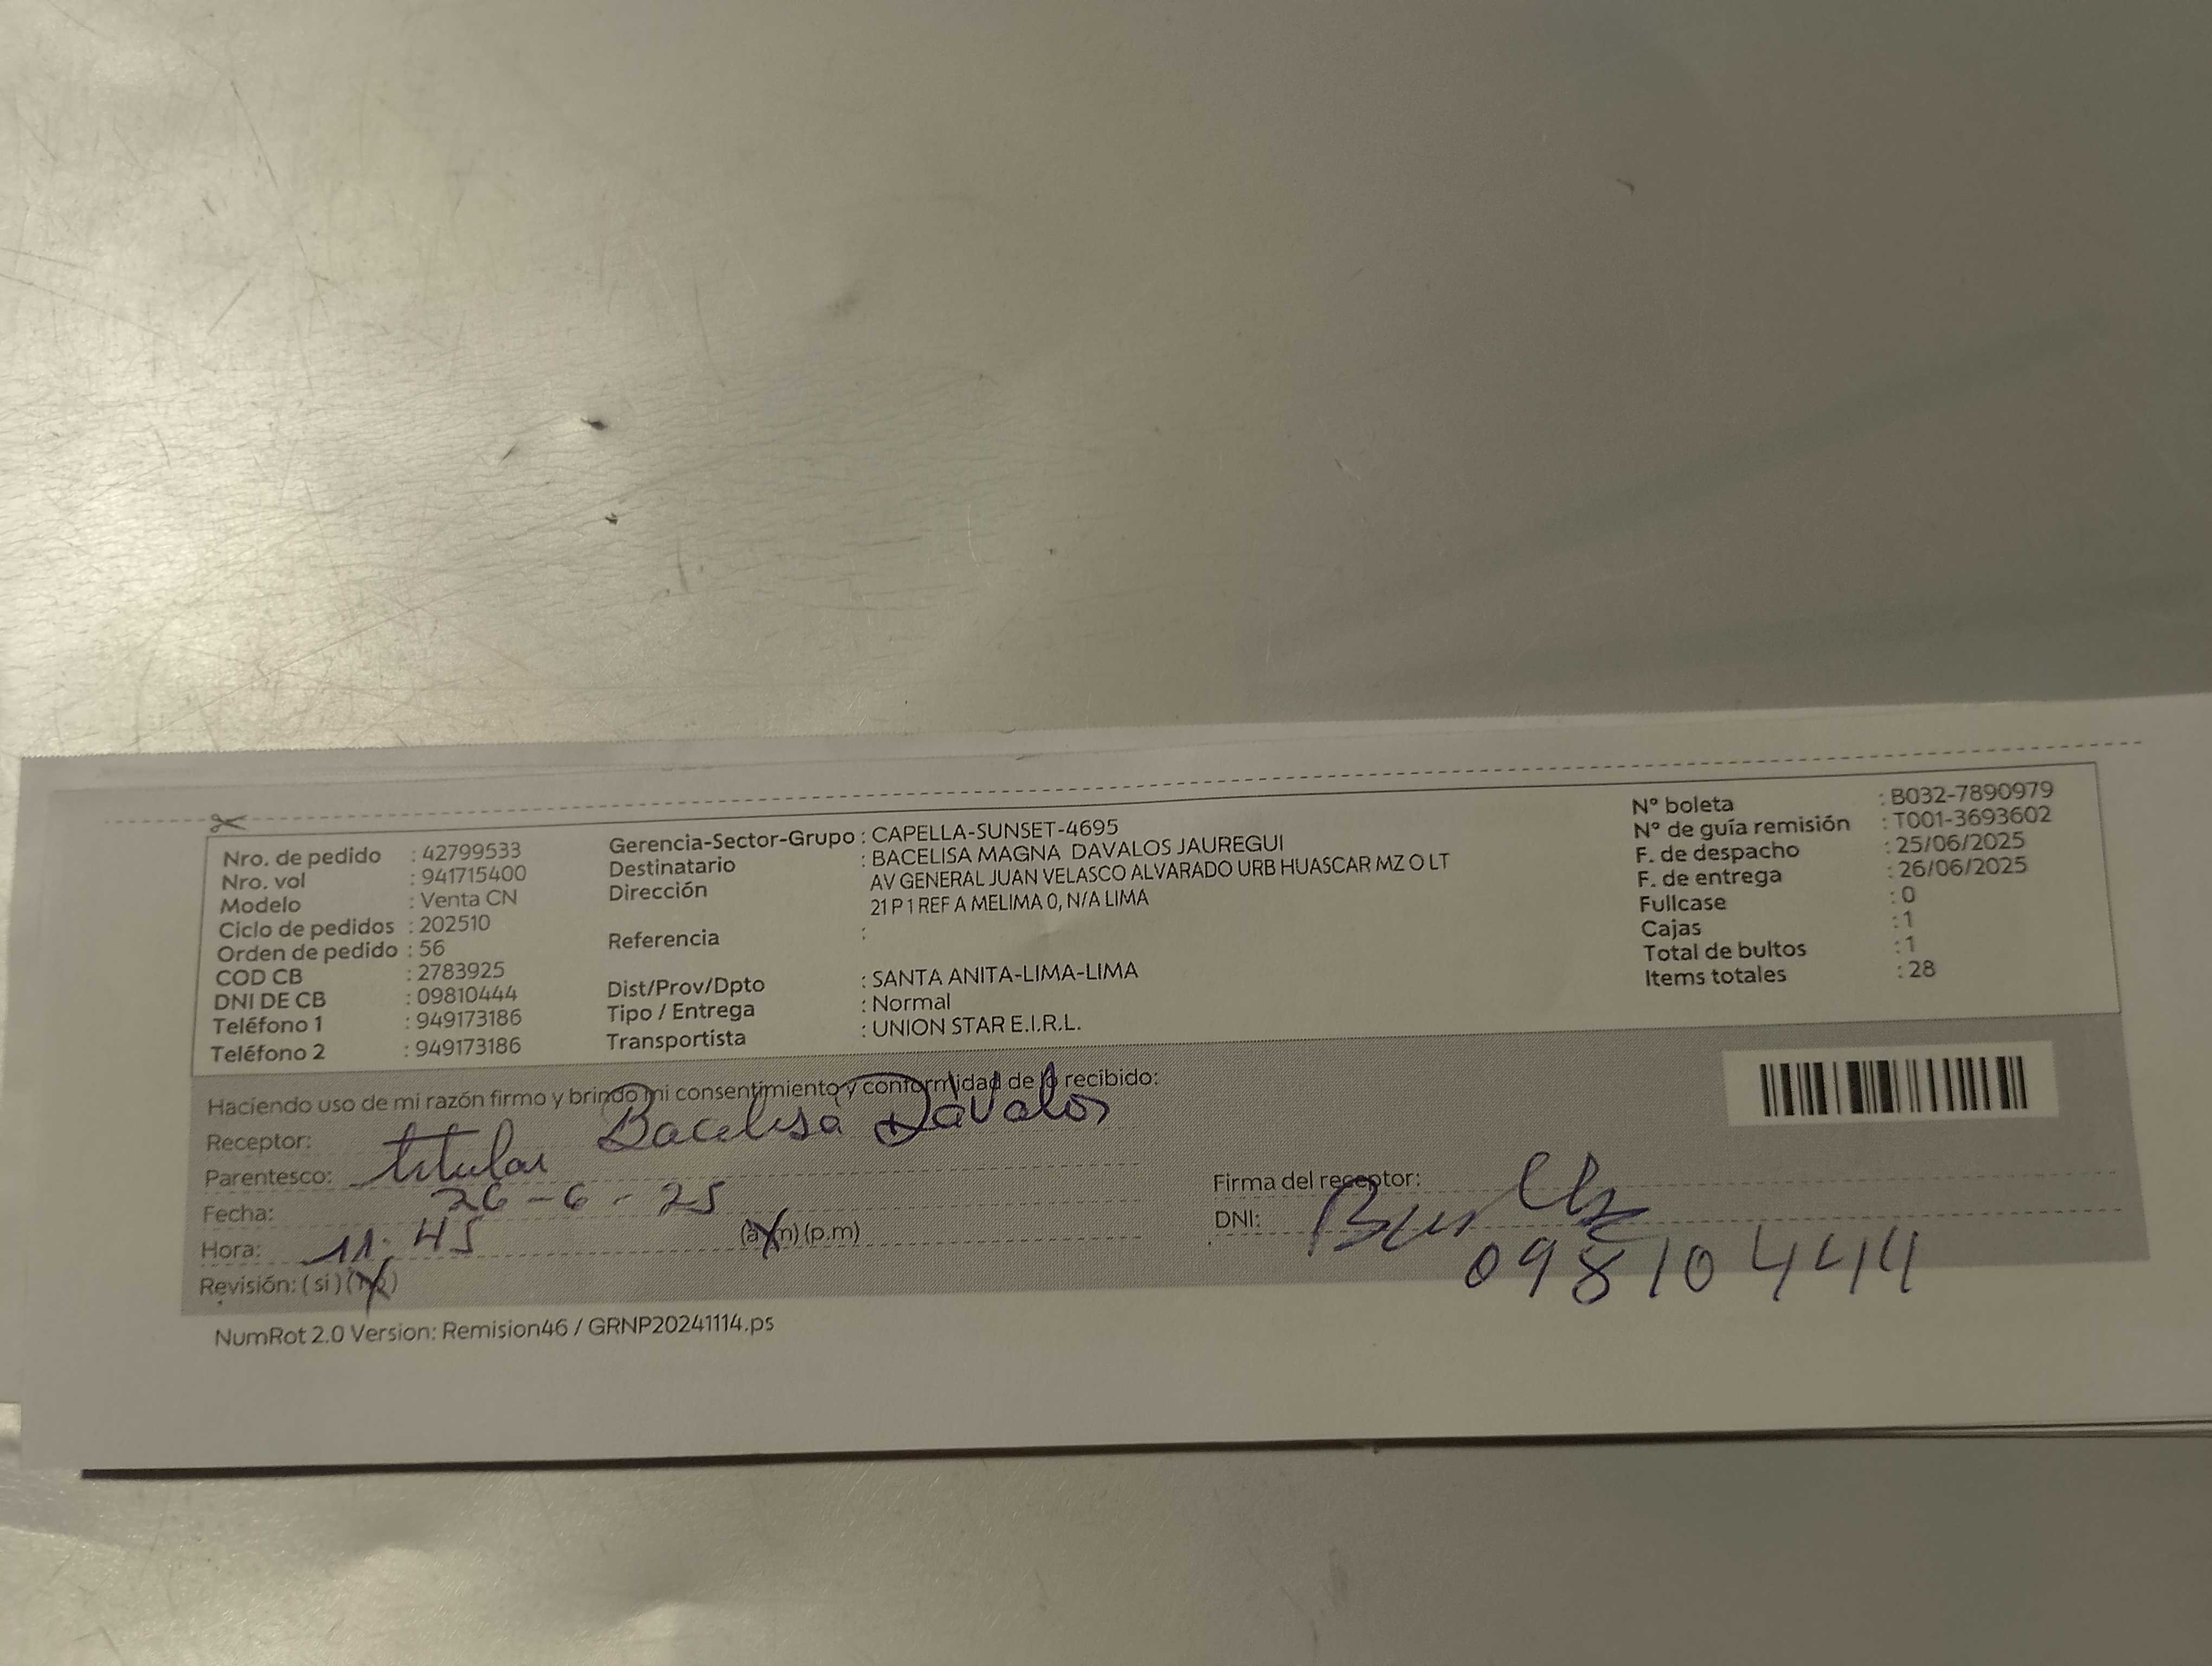 Nro. de pedido : 42799533
Nro. vol : 941715400
Modelo : Venta CN
Ciclo de pedidos : 202510
Orden de pedido : 56
COD CB : 2783925
DNI DE CB : 09810444
Teléfono 1 : 949173186
Teléfono 2 : 949173186
Gerencia-Sector-Grupo : CAPELLA-SUNSET-4695
Destinatario : BACELISA MAGNA DAVALOS JAUREGUI
Dirección AV GENERAL JUAN VELASCO ALVARADO URB HUASCAR MZ O LT
21 P 1 REF A MELIMA 0, N/A LIMA
Referencia :
Dist/Prov/Dpto : SANTA ANITA-LIMA-LIMA
Tipo / Entrega : Normal
Transportista : UNION STAR E.I.R.L.
N° boleta : B032-7890979
N° de guía remisión : T001-3693602
F. de despacho : 25/06/2025
F. de entrega : 26/06/2025
Fullcase : 0
Cajas : 1
Total de bultos : 1
Items totales : 28
Haciendo uso de mi razón firmo y brindo mi consentimiento y conformidad de lo recibido:
Receptor: Bacelisa Davalos
Parentesco: titular
Fecha: 26-6-25
Hora: 11:45 (a.m) (p.m)
Revisión: ( si ) (no)
Firma del receptor:
DNI: 09810444
NumRot 2.0 Version: Remision46 / GRNP20241114.ps